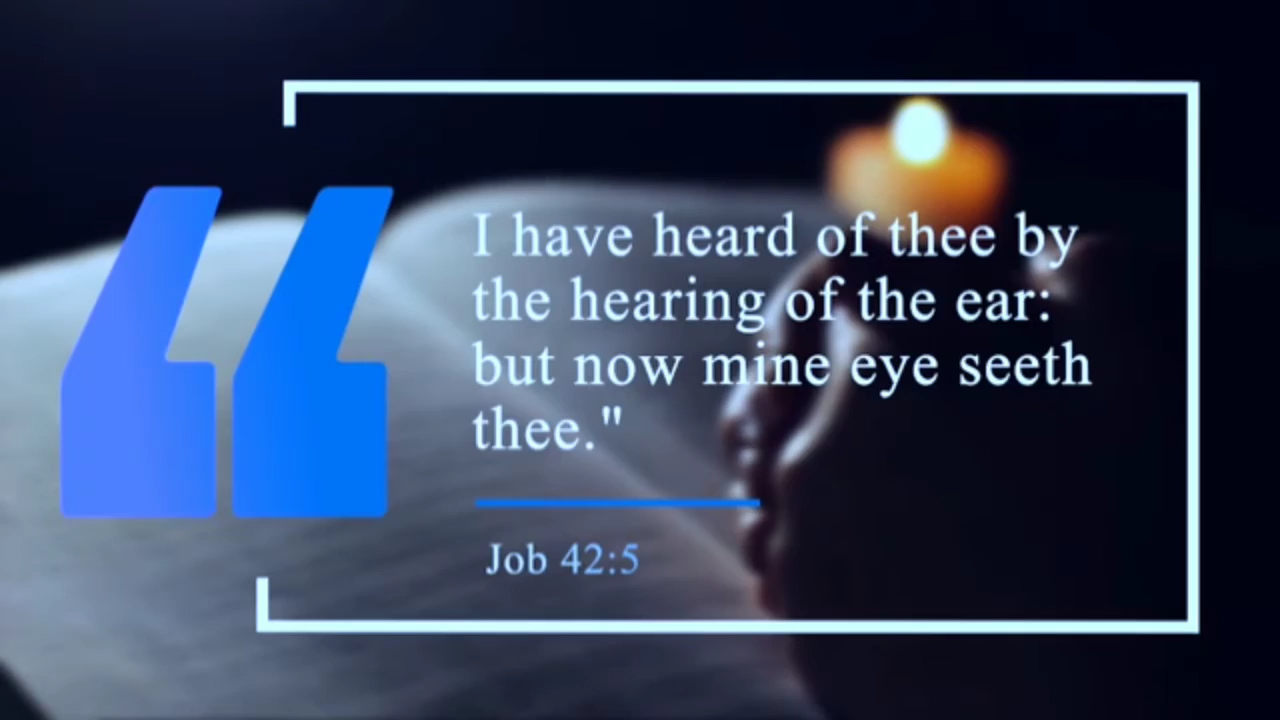 I have heard of thee by
the hearing of the ear:
but now mine eye seeth
thee."
Job 42:5